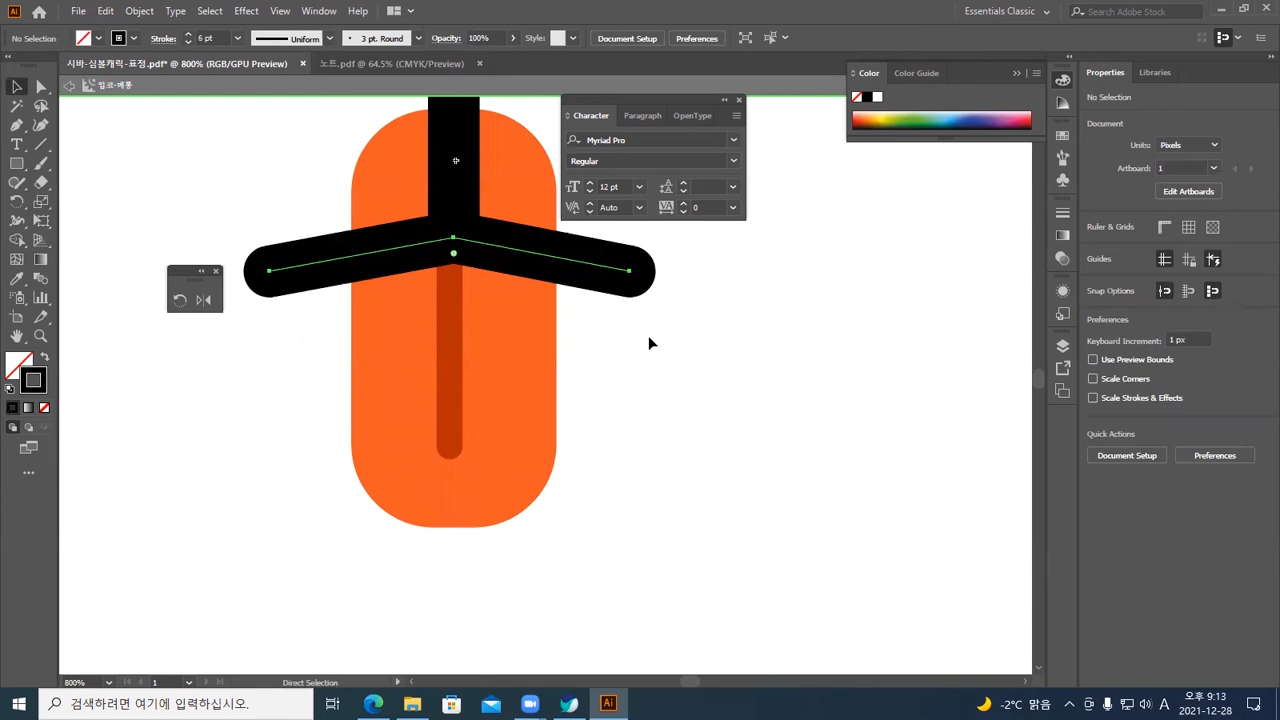 File Edit Object Type Select Effect View Window Help
Essentials Classic
Search Adobe Stock
No Selection
Stroke: 6 pt
Uniform
3 pt. Round
Opacity: 100%
Style:
Document Setup
Preferences
시바-심볼캐릭-표정.pdf* @ 800% (RGB/GPU Preview)
노트.pdf @ 64.5% (CMYK/Preview)
Color
Color Guide
Properties
Libraries
No Selection
Document
Units: Pixels
Artboard: 1
Edit Artboards
Ruler & Grids
Guides
Snap Options
Preferences
Keyboard Increment: 1 px
Use Preview Bounds
Scale Corners
Scale Strokes & Effects
Quick Actions
Document Setup
Preferences
Character
Paragraph
OpenType
Myriad Pro
Regular
12 pt
Auto
0
800%
1
Direct Selection
검색하려면 여기에 입력하십시오.
-2°C 맑음
A
오후 9:13
2021-12-28